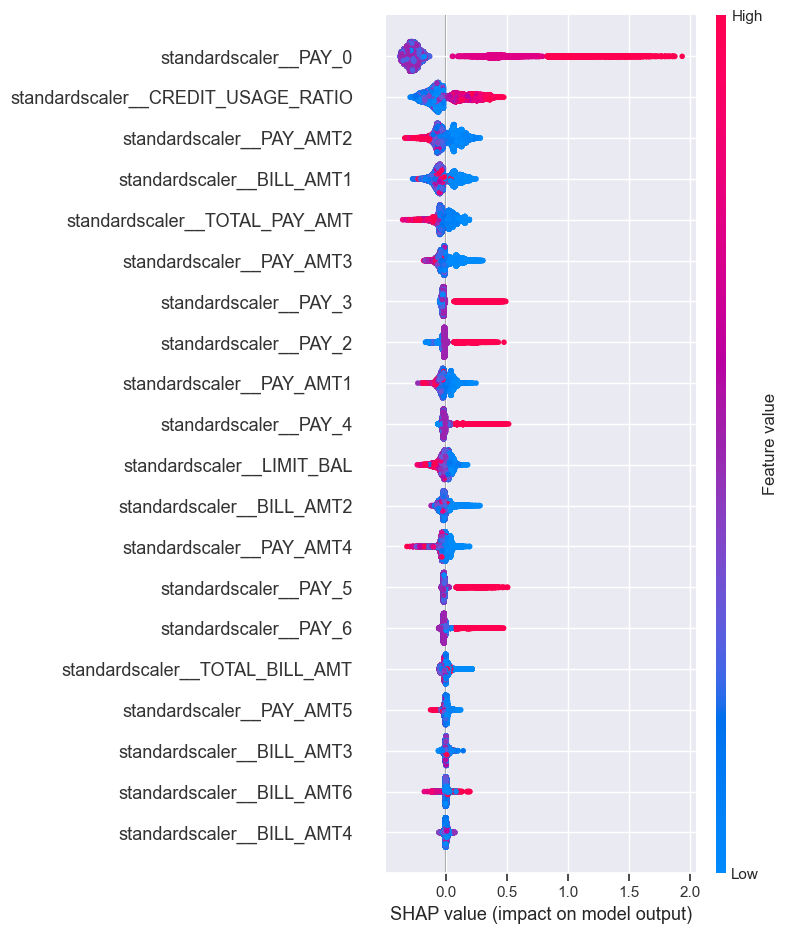 High
standardscaler__PAY_0
standardscaler__CREDIT_USAGE_RATIO
standardscaler__PAY_AMT2
standardscaler__BILL_AMT1
standardscaler__TOTAL_PAY_AMT
standardscaler__PAY_AMT3
standardscaler__PAY_3
standardscaler__PAY_2
standardscaler__PAY_AMT1
standardscaler__PAY_4
standardscaler__LIMIT_BAL
standardscaler__BILL_AMT2
standardscaler__PAY_AMT4
standardscaler__PAY_5
standardscaler__PAY_6
standardscaler__TOTAL_BILL_AMT
standardscaler__PAY_AMT5
standardscaler__BILL_AMT3
standardscaler__BILL_AMT6
standardscaler__BILL_AMT4
Feature value
Low
0.0 0.5 1.0 1.5 2.0
SHAP value (impact on model output)